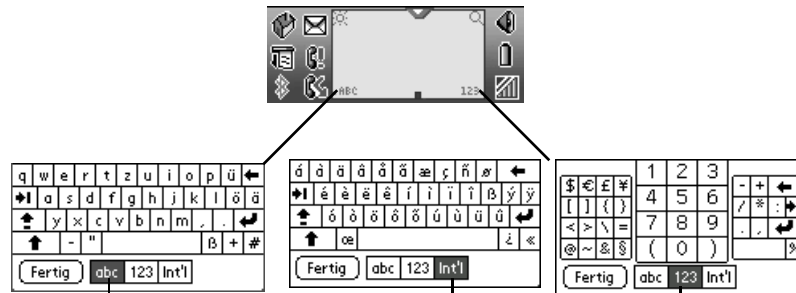 ABC 123
q w e r t z u i o p ü
a s d f g h j k l ö ä
y x c v b n m , .
- " ß + #
Fertig abc 123 Int'l
á à ä â å ã æ ç ñ ø
é è ë ê í ì ï î ß ý ÿ
ó ò ö ô õ ú ù ü û
œ ¿ «
Fertig abc 123 Int'l
1 2 3
$ € £ ¥ - +
4 5 6
[ ] { } / * :
7 8 9
< > \ = . ,
@ ~ & § ( 0 )
Fertig abc 123 Int'l